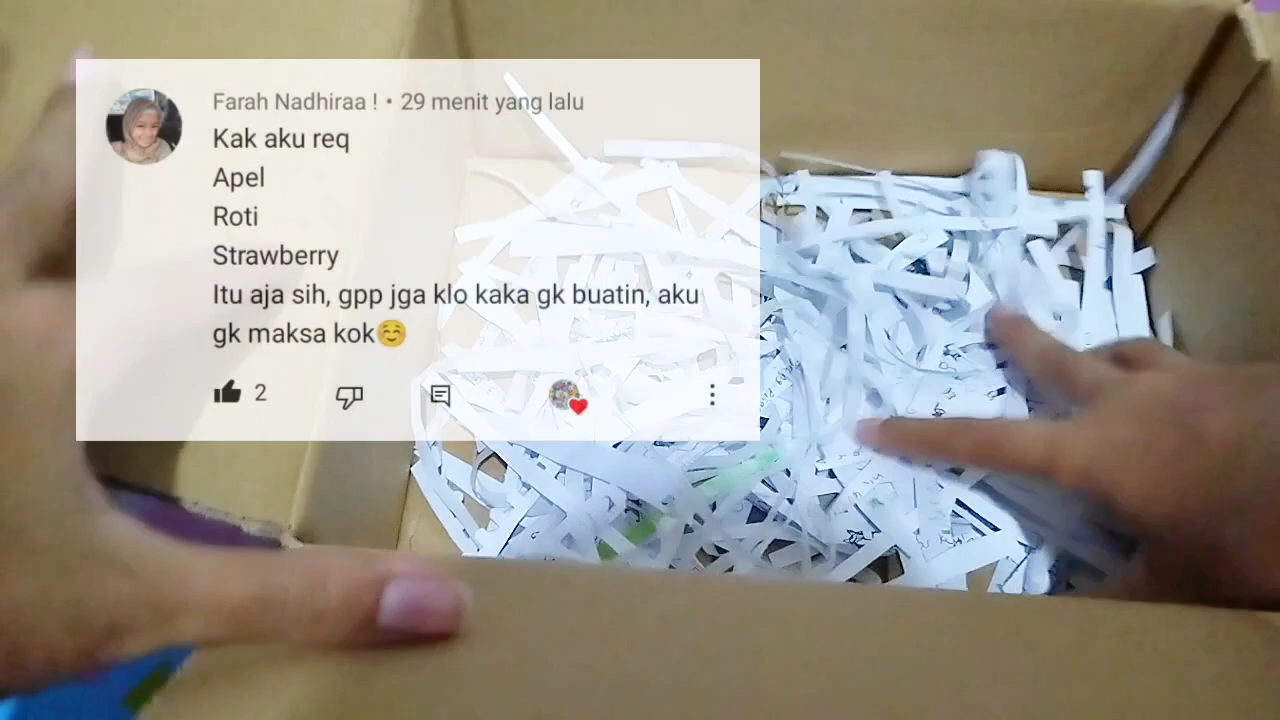 Farah Nadhiraa ! • 29 menit yang lalu
Kak aku req
Apel
Roti
Strawberry
Itu aja sih, gpp jga klo kaka gk buatin, aku
gk maksa kok☺️
2